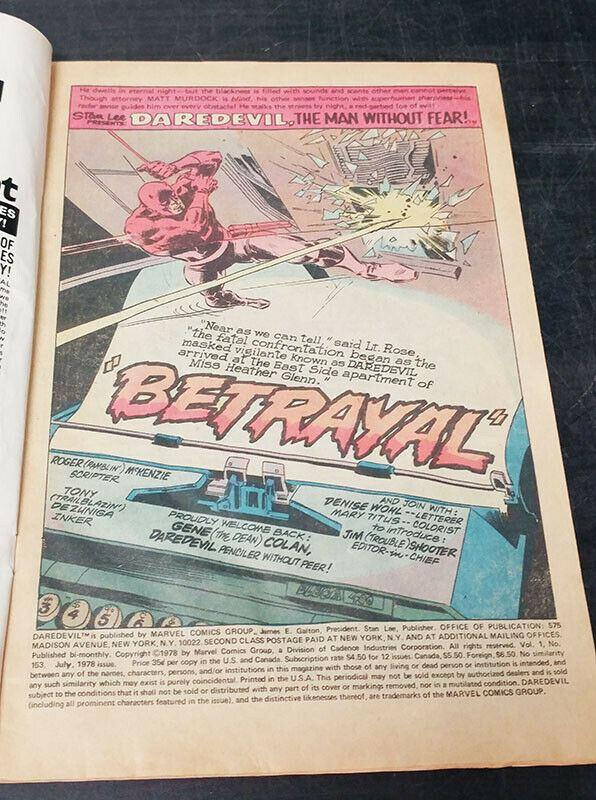 He dwells in eternal night--but the blackness is filled with sounds and scents other men cannot perceive.
Though attorney MATT MURDOCK is blind, his other senses function with superhuman sharpness--his
radar sense guides him over every obstacle! He stalks the streets by night, a red-garbed foe of evil!
STAN LEE
PRESENTS:
DAREDEVIL, THE MAN WITHOUT FEAR!™
"Near as we can tell," said Lt. Rose,
"the fatal confrontation began as the
masked vigilante known as DAREDEVIL
arrived at the East Side apartment of
Miss Heather Glenn."
"BETRAYAL"
ROGER (RAMBLIN') McKENZIE
SCRIPTER
TONY
(TRAILBLAZIN')
DEZUNIGA
INKER
PROUDLY WELCOME BACK:
GENE (THE DEAN) COLAN,
DAREDEVIL PENCILER WITHOUT PEER!
AND JOIN WITH:
DENISE WOHL--LETTERER
MARY TITUS--COLORIST
to introduce:
JIM (TROUBLE) SHOOTER
EDITOR-in-CHIEF
3 4 5 6
DAREDEVIL™ is published by MARVEL COMICS GROUP, James E. Galton, President. Stan Lee, Publisher. OFFICE OF PUBLICATION: 575
MADISON AVENUE, NEW YORK, N.Y. 10022. SECOND CLASS POSTAGE PAID AT NEW YORK, N.Y. AND AT ADDITIONAL MAILING OFFICES.
Published bi-monthly. Copyright ©1978 by Marvel Comics Group, a Division of Cadence Industries Corporation. All rights reserved. Vol. 1, No.
153, July, 1978 issue. Price 35¢ per copy in the U.S. and Canada. Subscription rate $4.50 for 12 issues. Canada, $5.50. Foreign, $6.50. No similarity
between any of the names, characters, persons, and/or institutions in this magazine with those of any living or dead person or institution is intended, and
any such similarity which may exist is purely coincidental. Printed in the U.S.A. This periodical may not be sold except by authorized dealers and is sold
subject to the conditions that it shall not be sold or distributed with any part of its cover or markings removed, nor in a mutilated condition. DAREDEVIL
(including all prominent characters featured in the issue), and the distinctive likenesses thereof, are trademarks of the MARVEL COMICS GROUP.